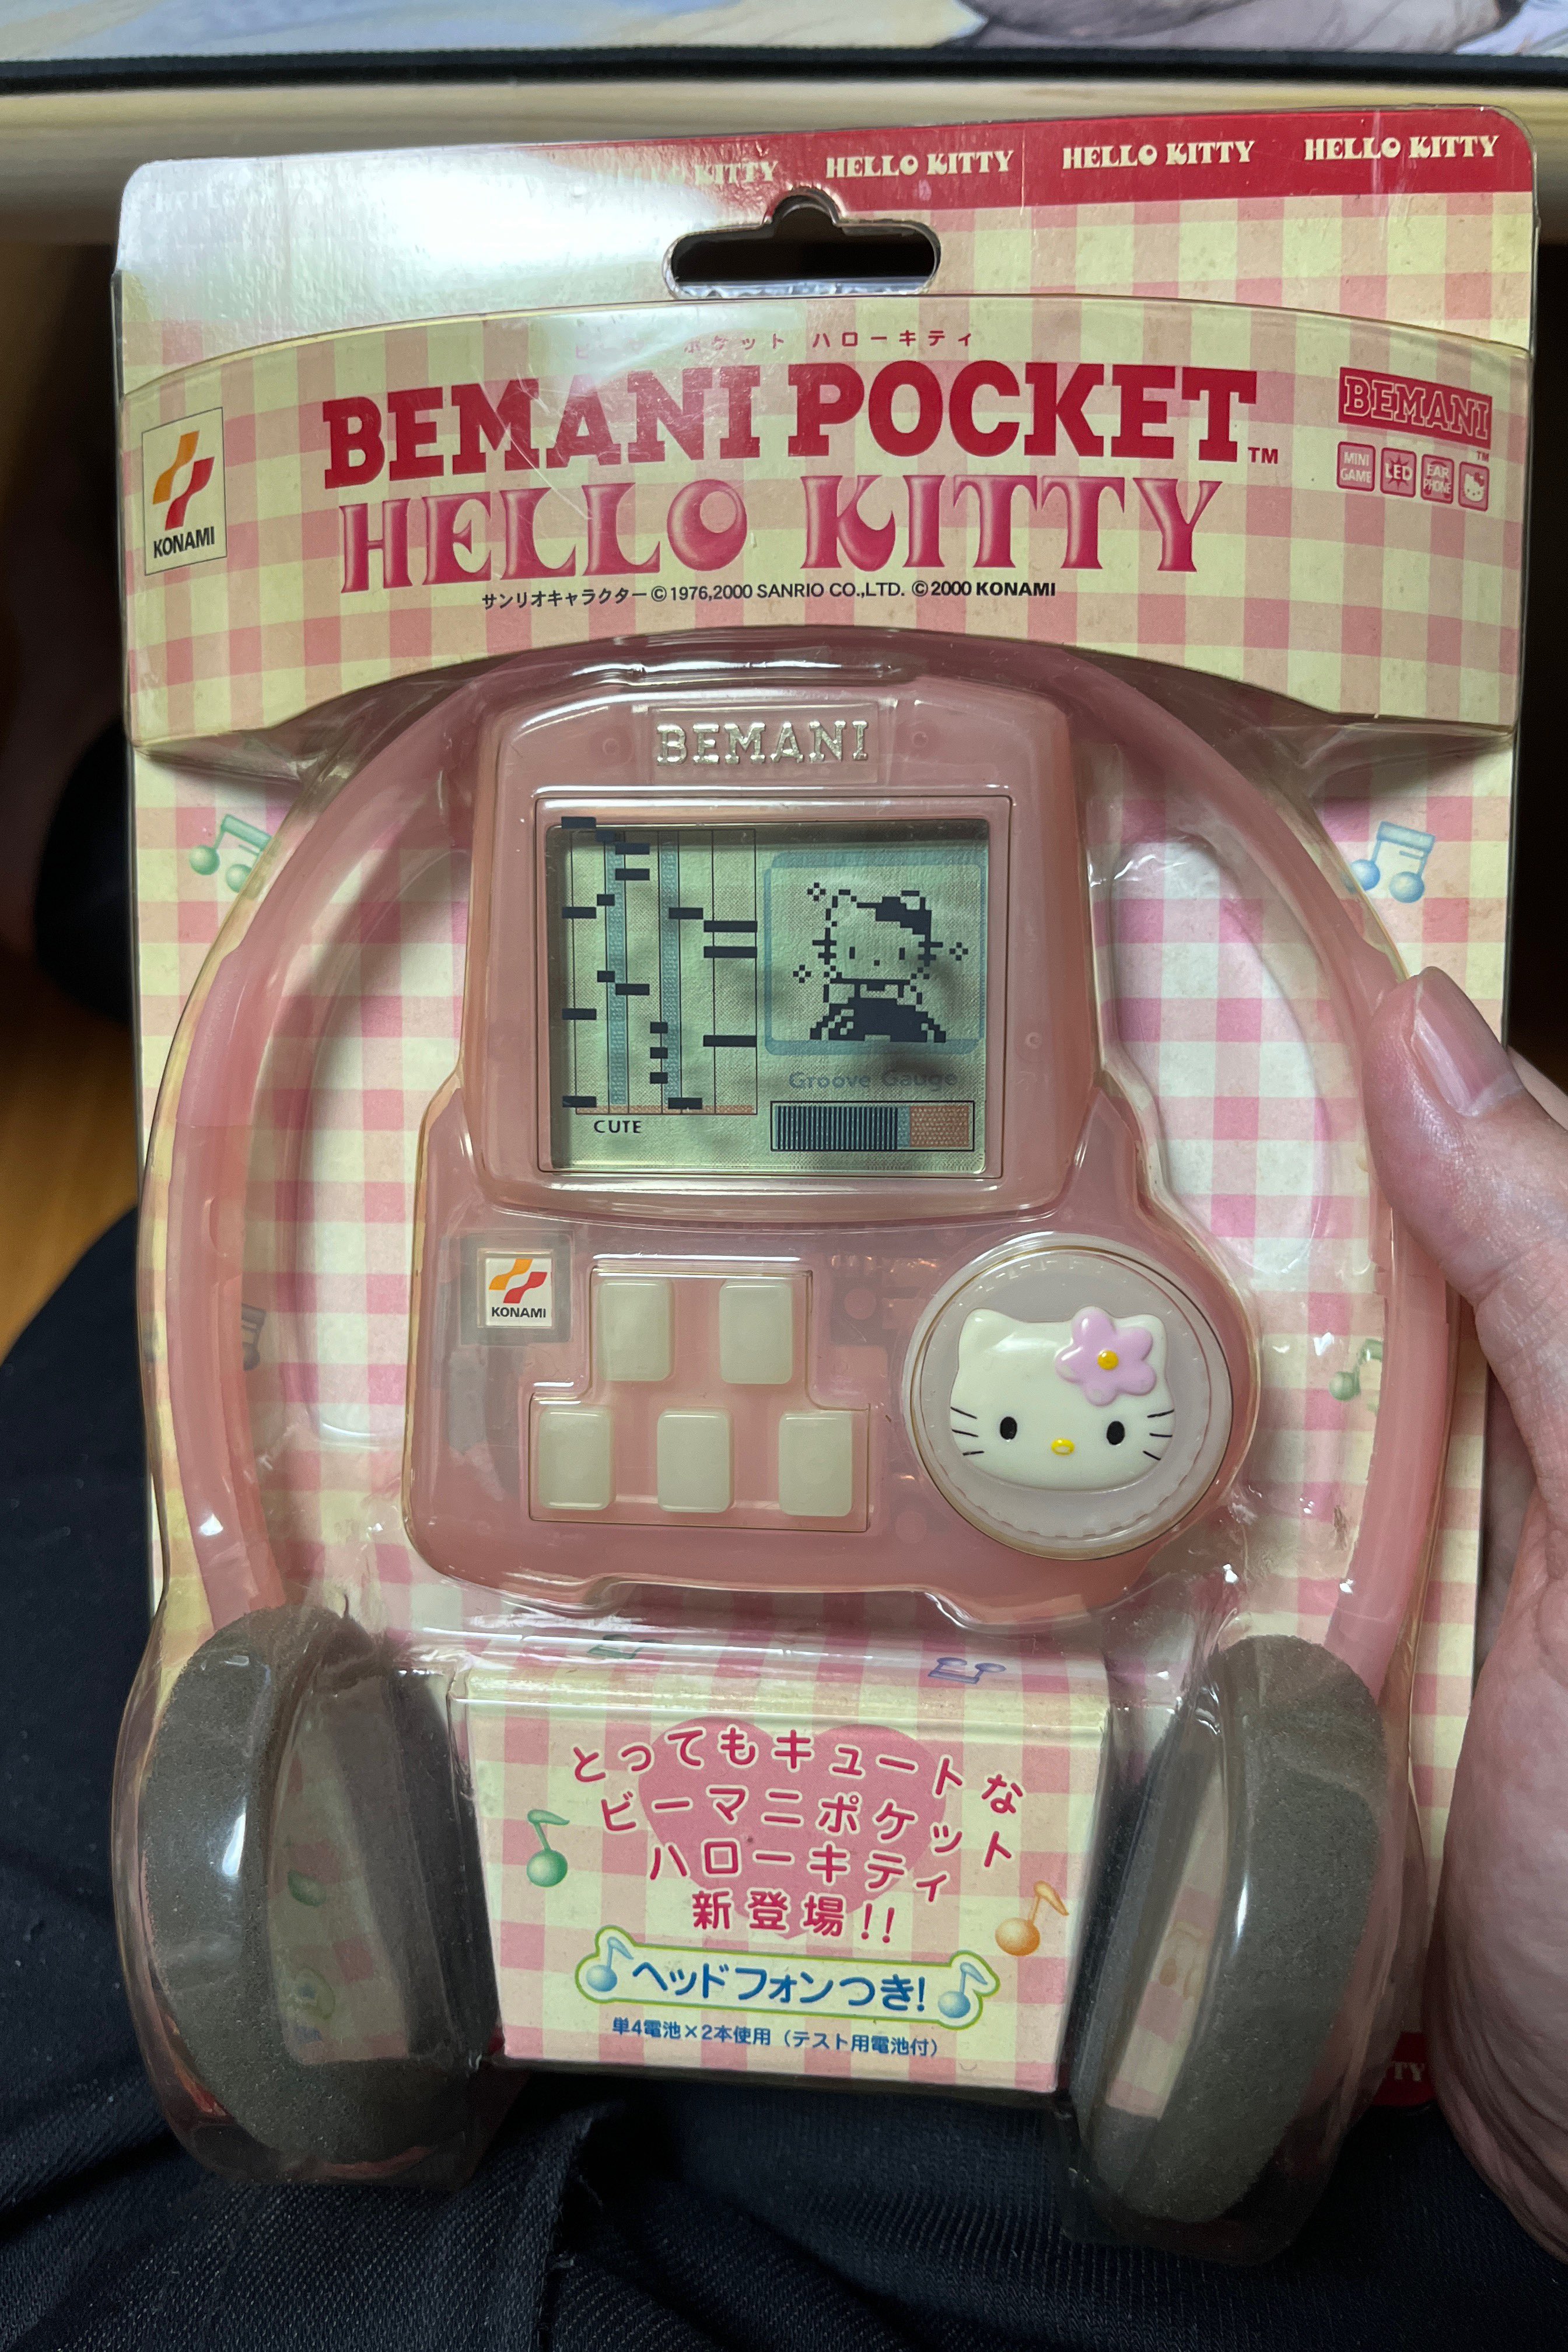 HELLO KITTY HELLO KITTY HELLO KITTY HELLO KITTY
ポケット ハローキティ
BEMANI POCKET™
HELLO KITTY
サンリオキャラクター ©1976,2000 SANRIO CO.,LTD. ©2000 KONAMI
KONAMI
BEMANI™
MINI GAME
LED
EAR PHONE
BEMANI
Groove Gauge
CUTE
KONAMI
とってもキュートな
ビーマニポケット
ハローキティ
新登場!!
ヘッドフォンつき!
単4電池×2本使用(テスト用電池付)